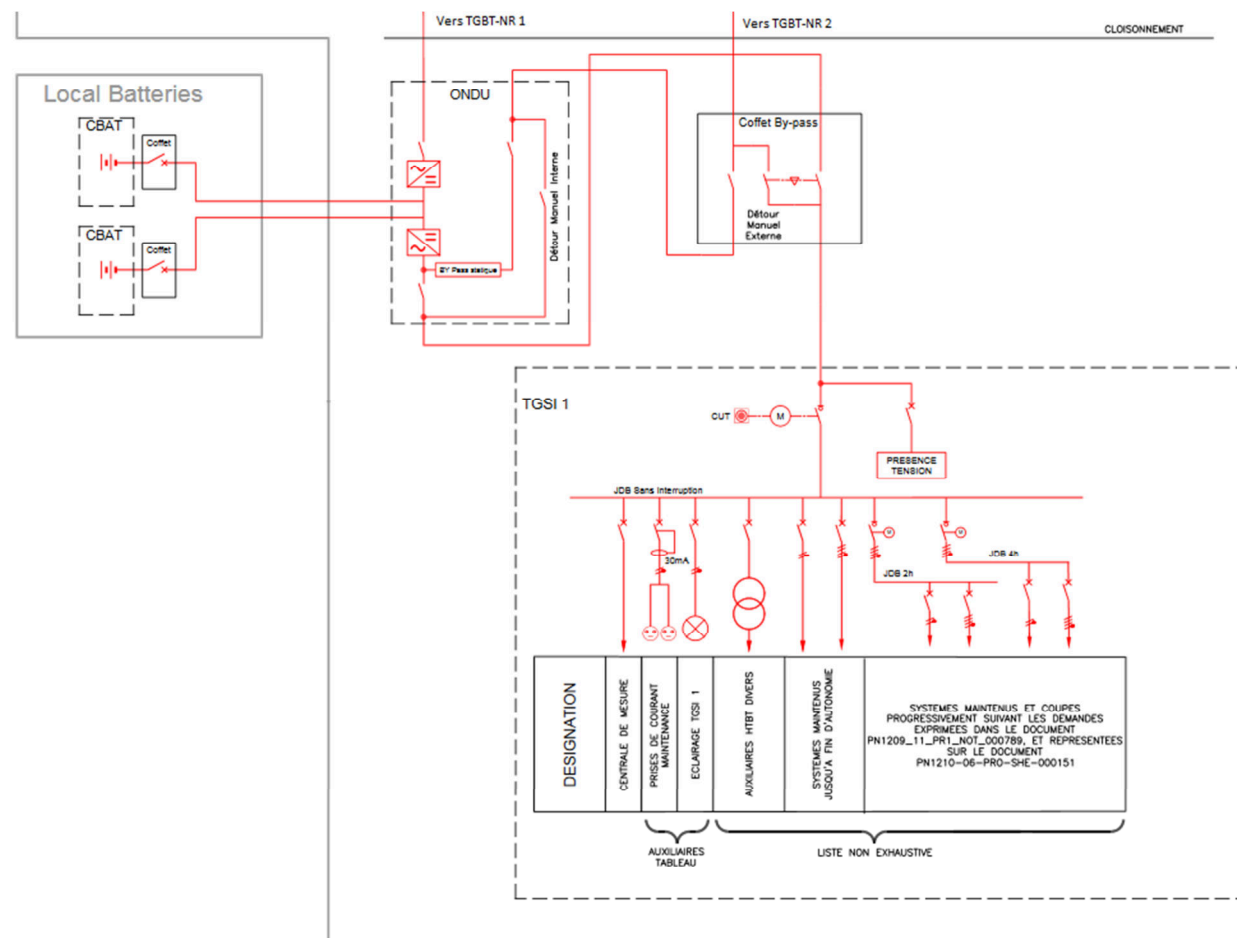 Vers TGBT-NR 1
Vers TGBT-NR 2
CLOISONNEMENT
Local Batteries
CBAT
Coffet
CBAT
Coffet
ONDU
Détour Manuel Interne
BY Pass statique
Coffet By-pass
Détour
Manuel
Externe
TGSI 1
CUT
M
PRESENCE
TENSION
JDB Sans Interruption
30mA
M
M
JDB 2h
JDB 4h
DESIGNATION
CENTRALE DE MESURE
PRISES DE COURANT
MAINTENANCE
ECLAIRAGE TGSI 1
AUXILIAIRES HTBT DIVERS
SYSTEMES MAINTENUS
JUSQU'A FIN D'AUTONOMIE
SYSTEMES MAINTENUS ET COUPES
PROGRESSIVEMENT SUIVANT LES DEMANDES
EXPRIMEES DANS LE DOCUMENT
PN1209_11_PR1_NOT_000789, ET REPRESENTEES
SUR LE DOCUMENT
PN1210-06-PRO-SHE-000151
AUXILIAIRES
TABLEAU
LISTE NON EXHAUSTIVE